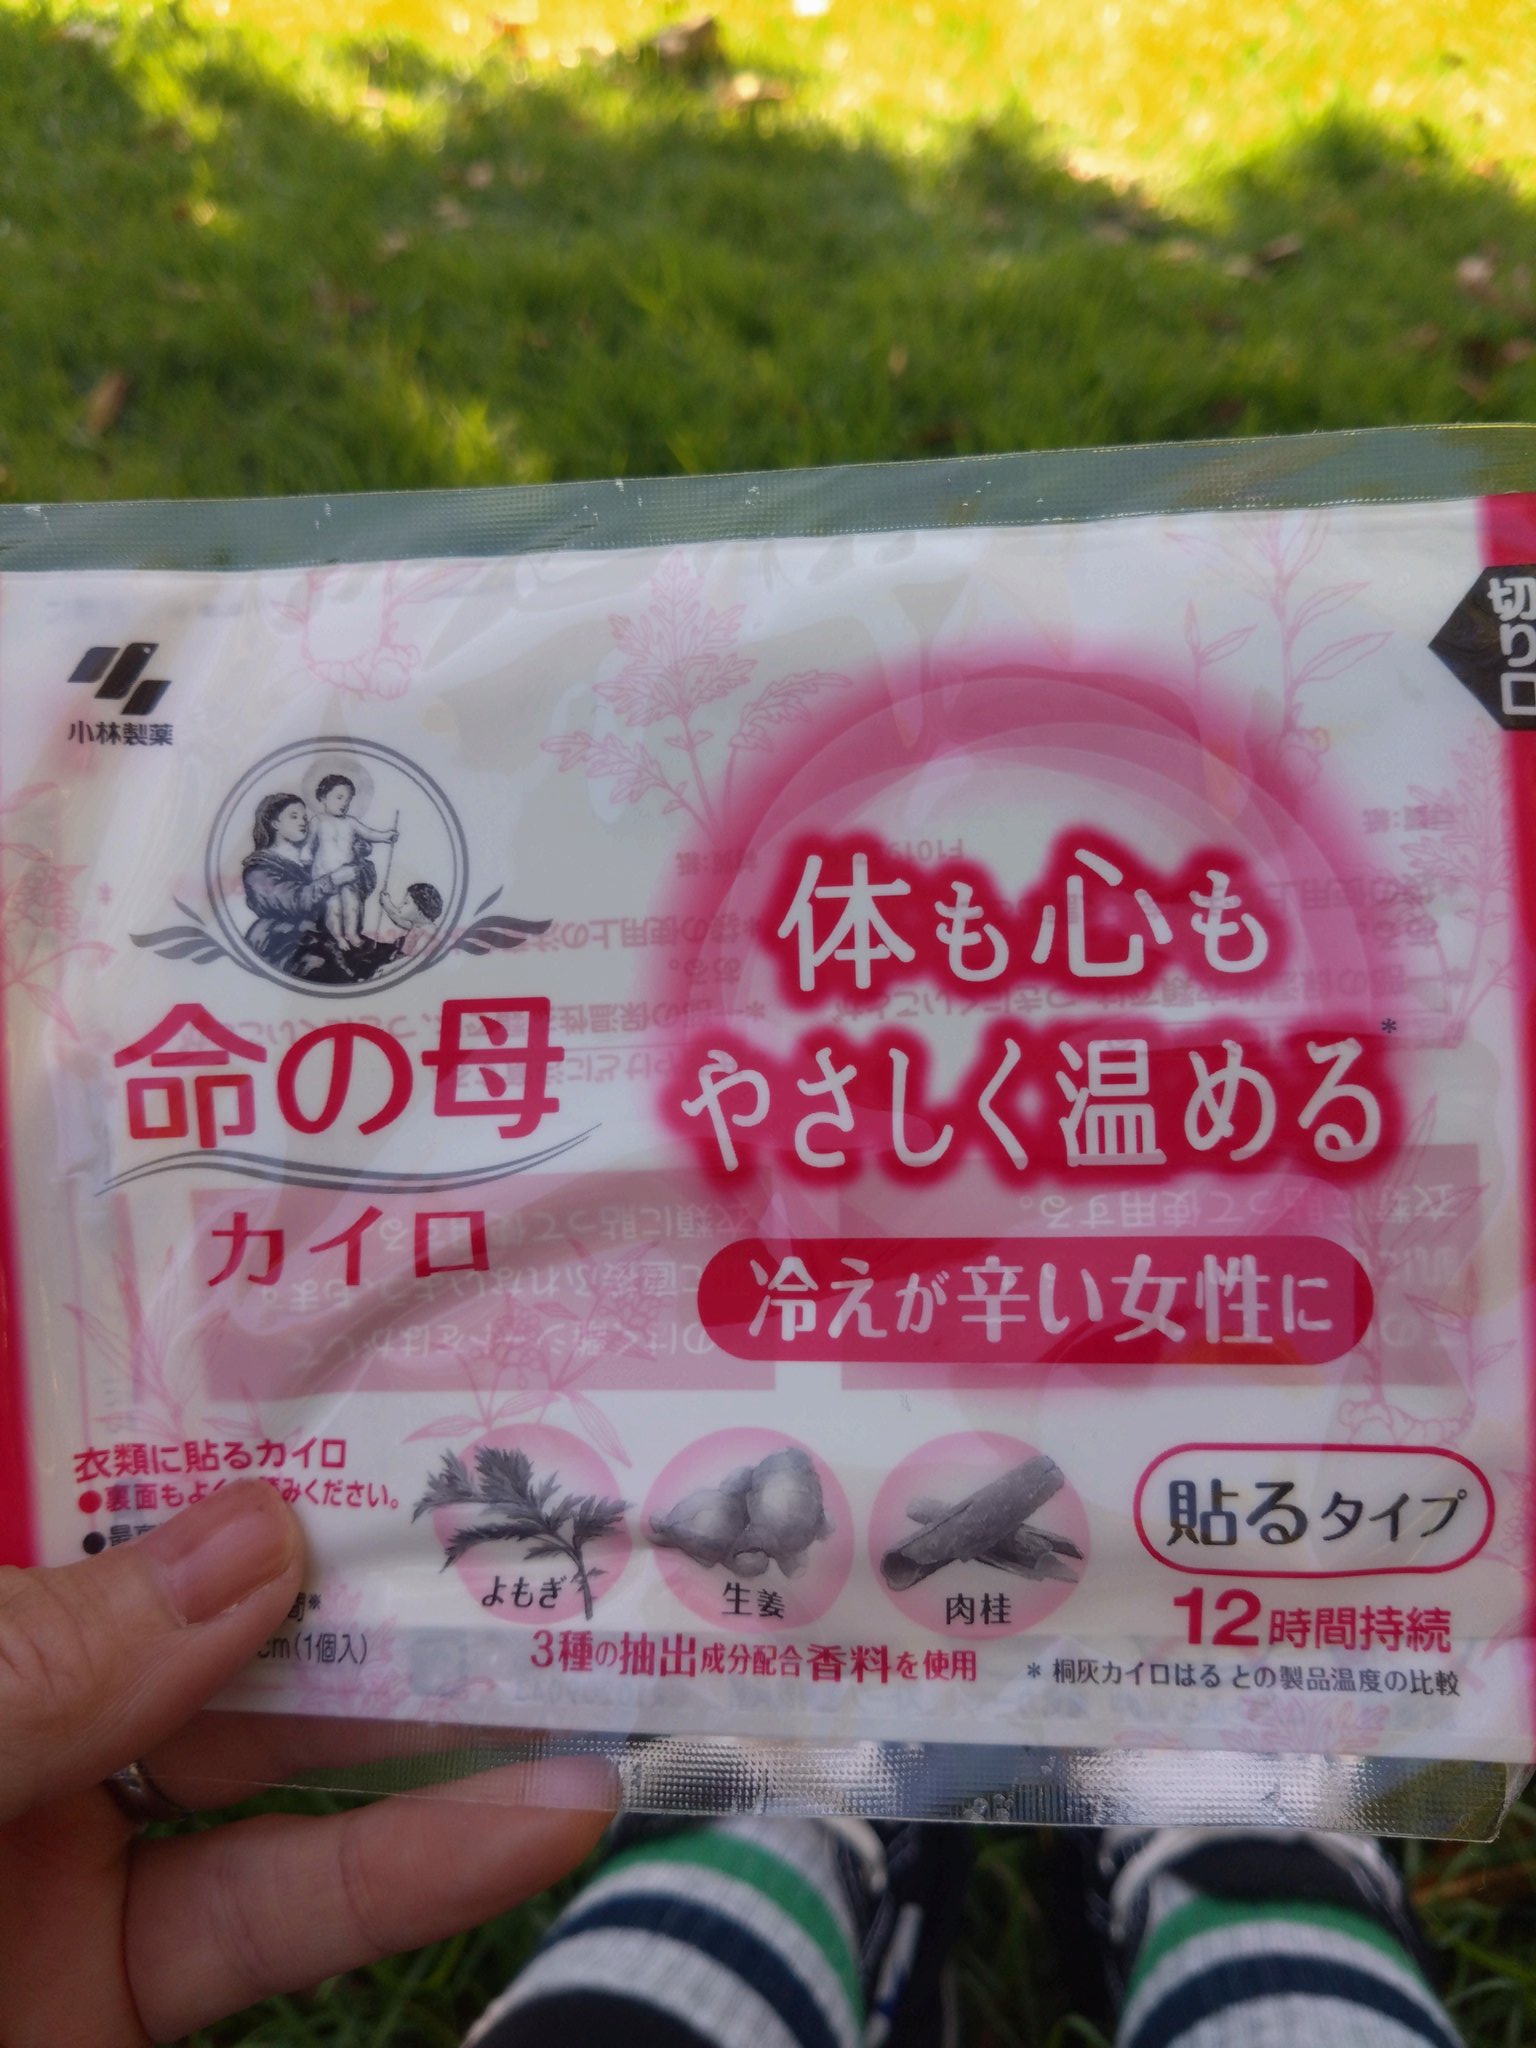 切り口
小林製薬
命の母
カイロ
体も心も
やさしく温める*
冷えが辛い女性に
衣類に貼るカイロ
●裏面もよくみください。
cm(1個入)
よもぎ
生姜
肉桂
3種の抽出成分配合香料を使用
貼るタイプ
12時間持続
* 桐灰カイロはる との製品温度の比較